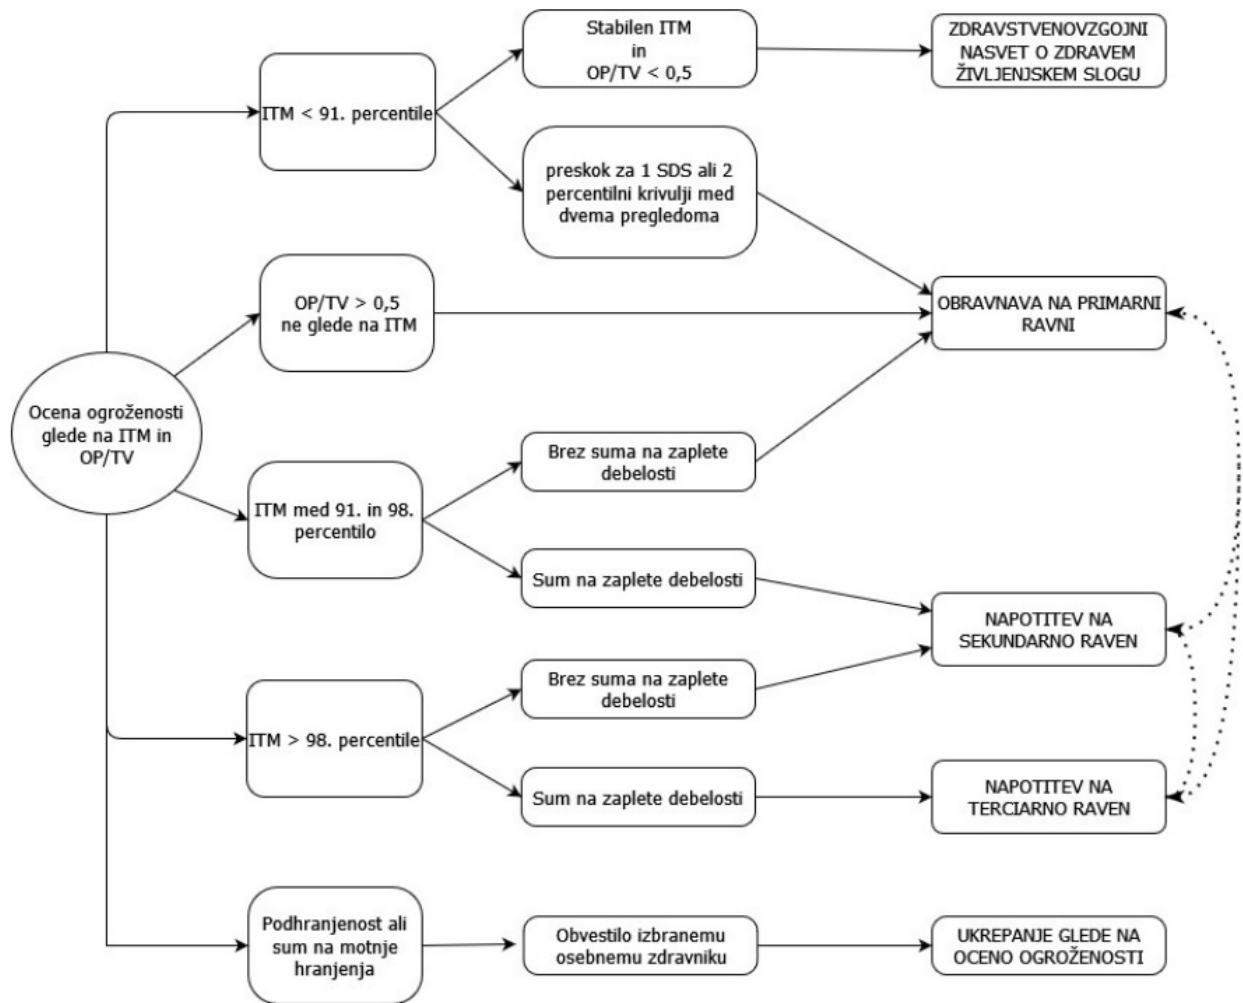 Ocena ogroženosti
glede na ITM in
OP/TV
ITM < 91. percentile
Stabilen ITM
in
OP/TV < 0,5
ZDRAVSTVENOVZGOJNI
NASVET O ZDRAVEM
ŽIVLJENJSKEM SLOGU
preskok za 1 SDS ali 2
percentilni krivulji med
dvema pregledoma
OP/TV > 0,5
ne glede na ITM
OBRAVNAVA NA PRIMARNI
RAVNI
ITM med 91. in 98.
percentilo
Brez suma na zaplete
debelosti
Sum na zaplete debelosti
NAPOTITEV NA
SEKUNDARNO RAVEN
ITM > 98. percentile
Brez suma na zaplete
debelosti
Sum na zaplete debelosti
NAPOTITEV NA
TERCIARNO RAVEN
Podhranjenost ali
sum na motnje
hranjenja
Obvestilo izbranemu
osebnemu zdravniku
UKREPANJE GLEDE NA
OCENO OGROŽENOSTI